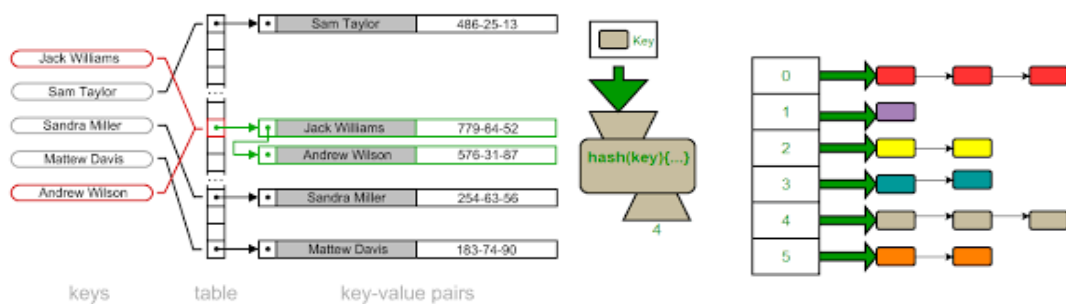 Jack Williams
Sam Taylor
Sandra Miller
Mattew Davis
Andrew Wilson
keys
...
...
table
Sam Taylor 486-25-13
Jack Williams 779-64-52
Andrew Wilson 576-31-87
Sandra Miller 254-63-56
Mattew Davis 183-74-90
key-value pairs
Key
hash(key){...}
4
0
1
2
3
4
5